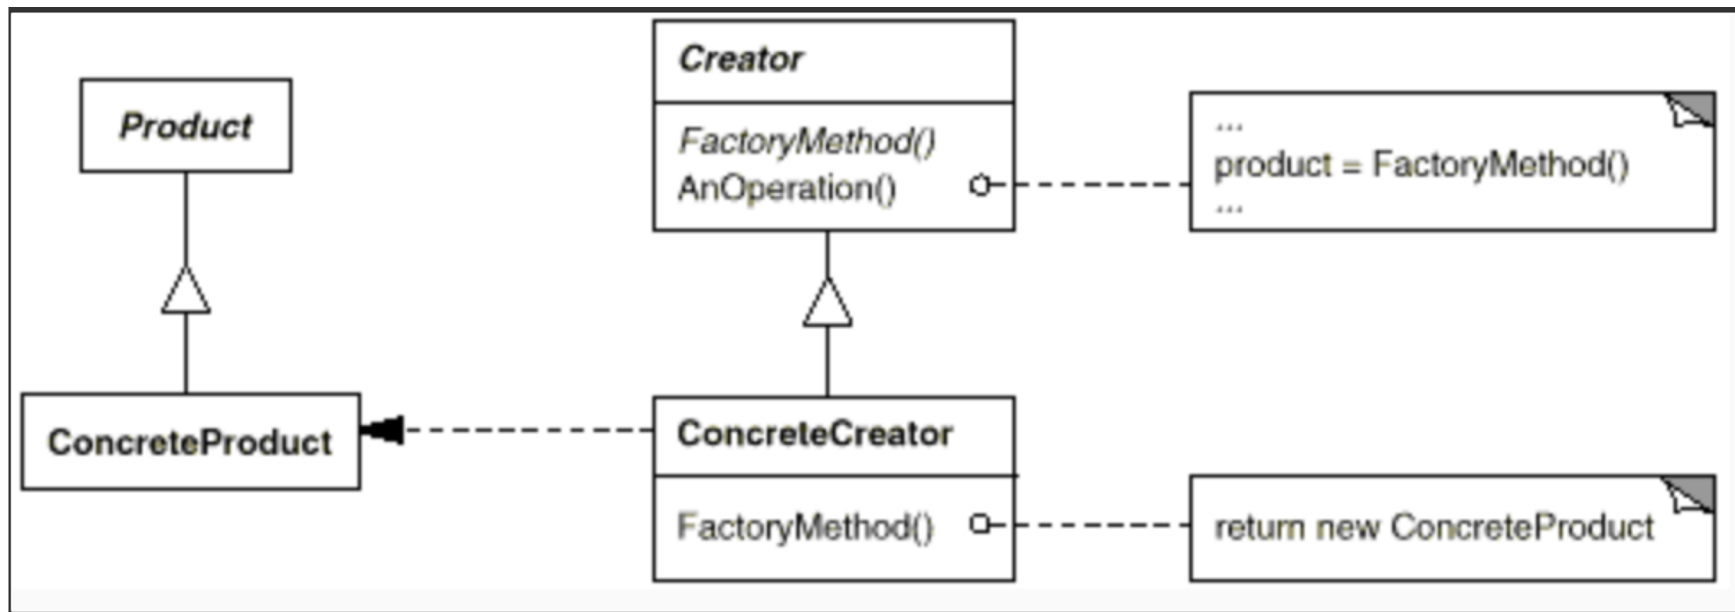 Product
ConcreteProduct
Creator
FactoryMethod()
AnOperation()
...
product = FactoryMethod()
...
ConcreteCreator
FactoryMethod()
return new ConcreteProduct